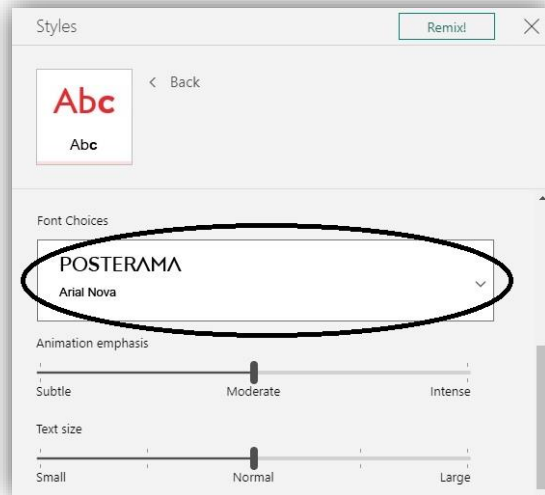 Styles
Remix!
Abc
Abc
Back
Font Choices
POSTERAMA
Arial Nova
Animation emphasis
Subtle Moderate Intense
Text size
Small Normal Large